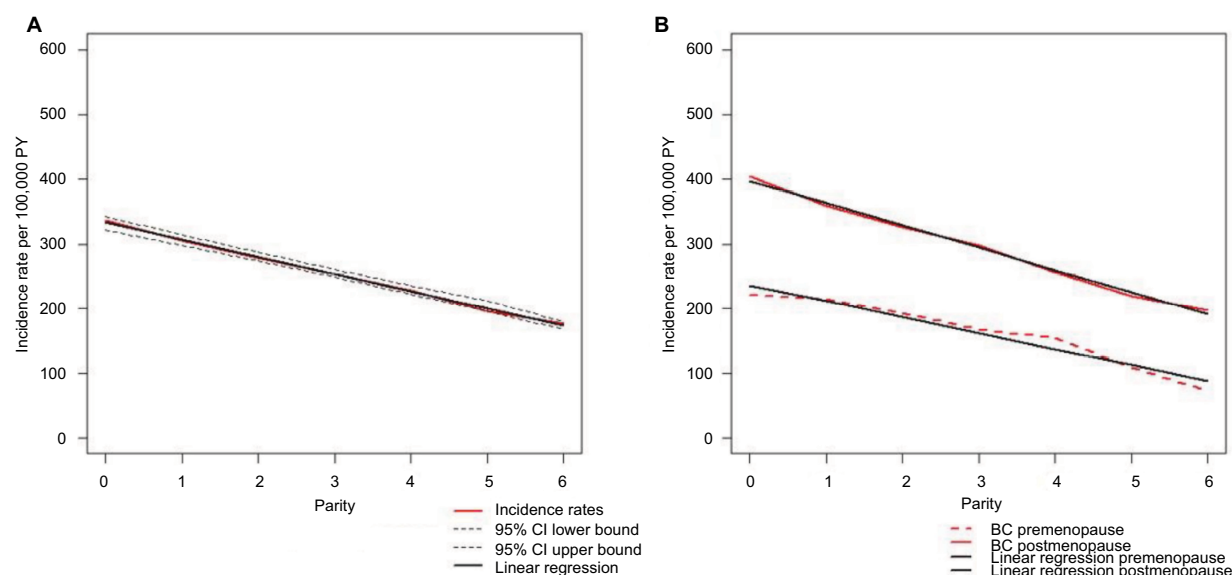 A
600
500
400
300
200
100
0
Incidence rate per 100,000 PY
0 1 2 3 4 5 6
Parity
Incidence rates
95% CI lower bound
95% CI upper bound
Linear regression
B
600
500
400
300
200
100
0
Incidence rate per 100,000 PY
0 1 2 3 4 5 6
Parity
BC premenopause
BC postmenopause
Linear regression premenopause
Linear regression postmenopause